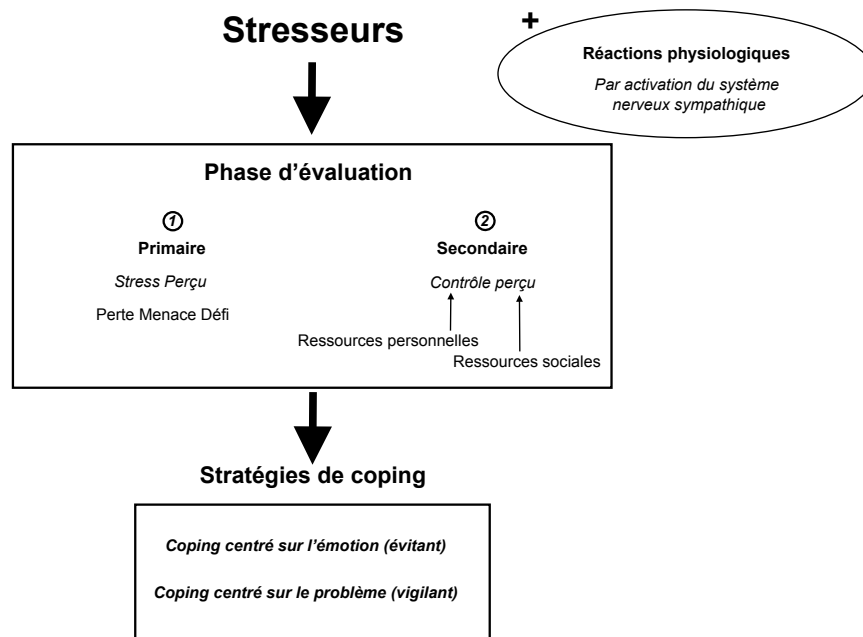 Stresseurs
+
Réactions physiologiques
Par activation du système
nerveux sympathique
Phase d’évaluation
1
Primaire
Stress Perçu
Perte Menace Défi
2
Secondaire
Contrôle perçu
Ressources personnelles
Ressources sociales
Stratégies de coping
Coping centré sur l’émotion (évitant)
Coping centré sur le problème (vigilant)